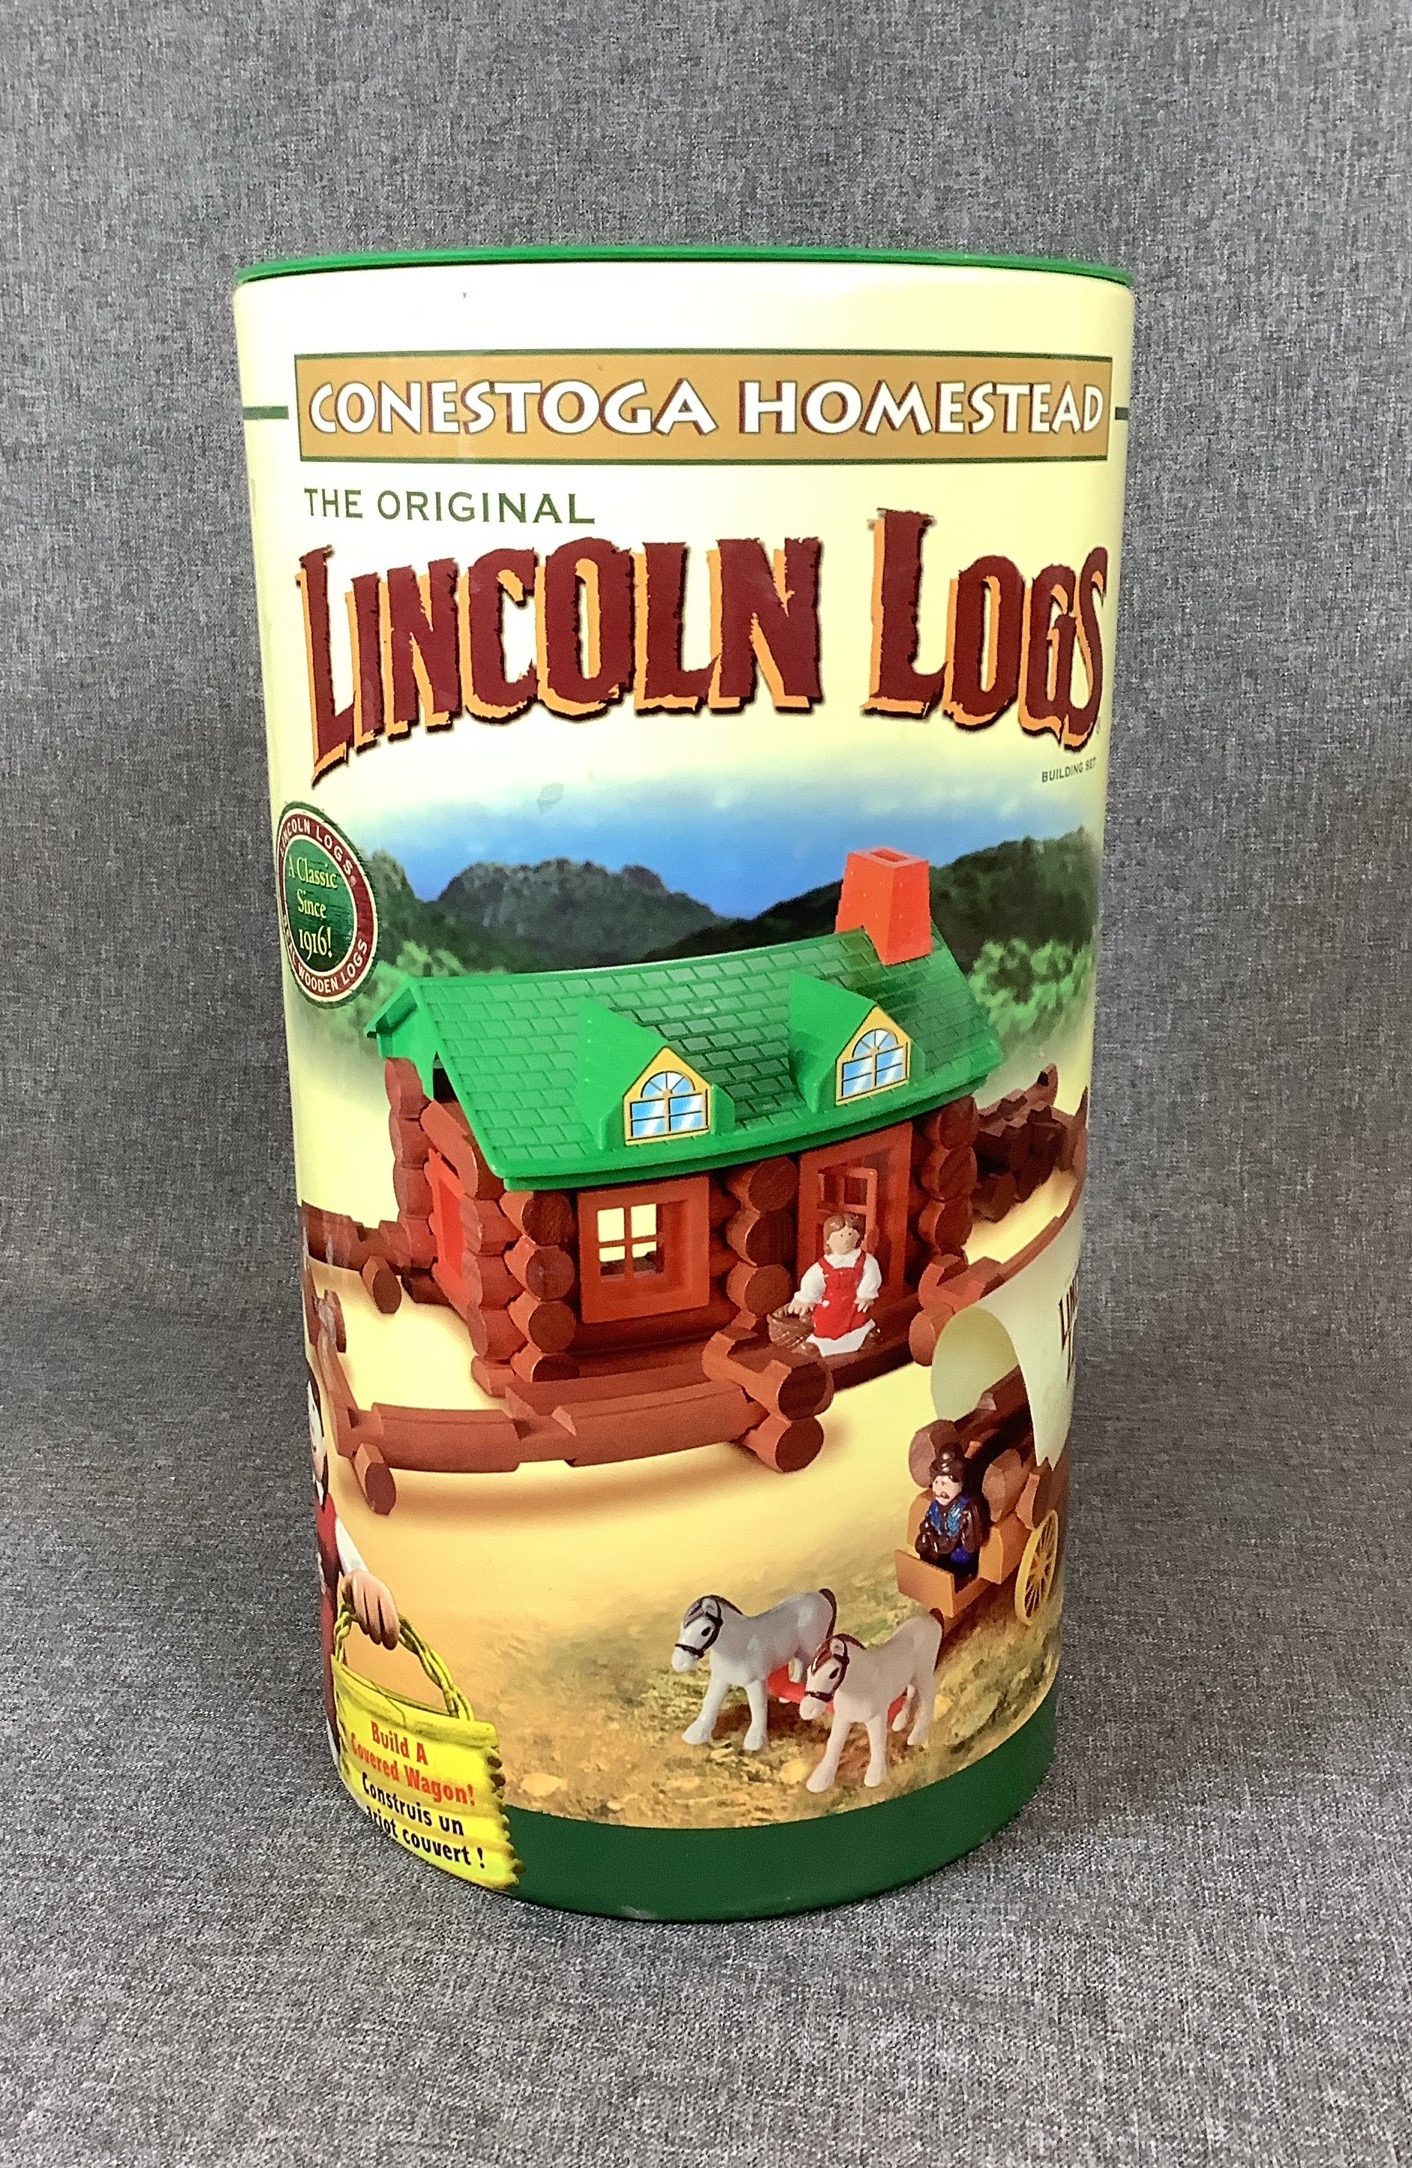 CONESTOGA HOMESTEAD
THE ORIGINAL
LINCOLN LOGS
BUILDING SET
LINCOLN LOGS®
A Classic
Since
1916!
WOODEN LOGS
Build A
Covered Wagon!
Construis un
couvert !